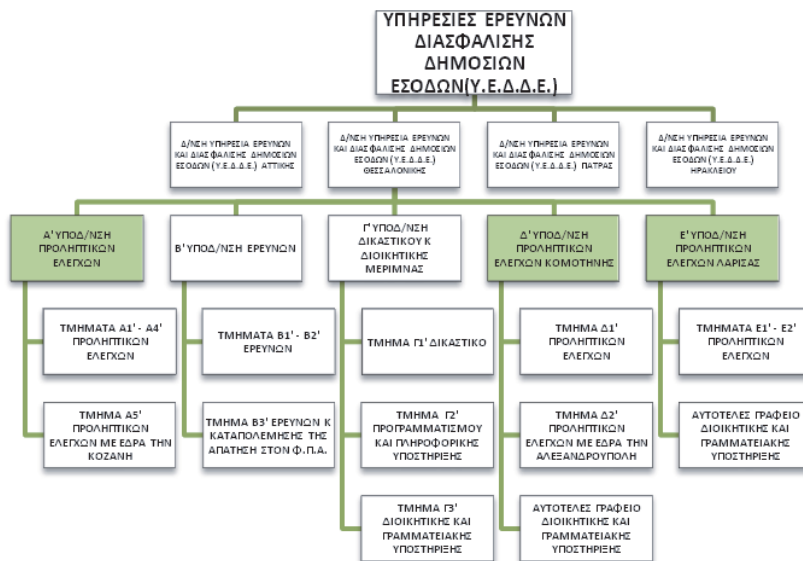 ΥΠΗΡΕΣΙΕΣ ΕΡΕΥΝΩΝ
ΔΙΑΣΦΑΛΙΣΗΣ
ΔΗΜΟΣΙΩΝ
ΕΣΟΔΩΝ(Υ.Ε.Δ.Δ.Ε.)
Δ/ΝΣΗ ΥΠΗΡΕΣΙΑ ΕΡΕΥΝΩΝ
ΚΑΙ ΔΙΑΣΦΑΛΙΣΗΣ ΔΗΜΟΣΙΩΝ
ΕΣΟΔΩΝ (Υ.Ε.Δ.Δ.Ε.) ΑΤΤΙΚΗΣ
Δ/ΝΣΗ ΥΠΗΡΕΣΙΑ ΕΡΕΥΝΩΝ
ΚΑΙ ΔΙΑΣΦΑΛΙΣΗΣ ΔΗΜΟΣΙΩΝ
ΕΣΟΔΩΝ (Υ.Ε.Δ.Δ.Ε.)
ΘΕΣΣΑΛΟΝΙΚΗΣ
Δ/ΝΣΗ ΥΠΗΡΕΣΙΑ ΕΡΕΥΝΩΝ
ΚΑΙ ΔΙΑΣΦΑΛΙΣΗΣ ΔΗΜΟΣΙΩΝ
ΕΣΟΔΩΝ (Υ.Ε.Δ.Δ.Ε.) ΠΑΤΡΑΣ
Δ/ΝΣΗ ΥΠΗΡΕΣΙΑ ΕΡΕΥΝΩΝ
ΚΑΙ ΔΙΑΣΦΑΛΙΣΗΣ ΔΗΜΟΣΙΩΝ
ΕΣΟΔΩΝ (Υ.Ε.Δ.Δ.Ε.)
ΗΡΑΚΛΕΙΟΥ
Α'ΥΠΟΔ/ΝΣΗ
ΠΡΟΛΗΠΤΙΚΩΝ
ΕΛΕΓΧΩΝ
Β'ΥΠΟΔ/ΝΣΗ ΕΡΕΥΝΩΝ
Γ'ΥΠΟΔ/ΝΣΗ
ΔΙΚΑΣΤΙΚΟΥ Κ
ΔΙΟΙΚΗΤΙΚΗΣ
ΜΕΡΙΜΝΑΣ
Δ'ΥΠΟΔ/ΝΣΗ
ΠΡΟΛΗΠΤΙΚΩΝ
ΕΛΕΓΧΩΝ ΚΟΜΟΤΗΝΗΣ
Ε'ΥΠΟΔ/ΝΣΗ
ΠΡΟΛΗΠΤΙΚΩΝ
ΕΛΕΓΧΩΝ ΛΑΡΙΣΑΣ
ΤΜΗΜΑΤΑ Α1' - Α4'
ΠΡΟΛΗΠΤΙΚΩΝ
ΕΛΕΓΧΩΝ
ΤΜΗΜΑΤΑ Β1' - Β2'
ΕΡΕΥΝΩΝ
ΤΜΗΜΑ Γ1' ΔΙΚΑΣΤΙΚΟ
ΤΜΗΜΑ Δ1'
ΠΡΟΛΗΠΤΙΚΩΝ
ΕΛΕΓΧΩΝ
ΤΜΗΜΑΤΑ Ε1' - Ε2'
ΠΡΟΛΗΠΤΙΚΩΝ
ΕΛΕΓΧΩΝ
ΤΜΗΜΑ Α5'
ΠΡΟΛΗΠΤΙΚΩΝ
ΕΛΕΓΧΩΝ ΜΕ ΕΔΡΑ ΤΗΝ
ΚΟΖΑΝΗ
ΤΜΗΜΑ Β3' ΕΡΕΥΝΩΝ Κ
ΚΑΤΑΠΟΛΕΜΗΣΗΣ ΤΗΣ
ΑΠΑΤΗΣΗ ΣΤΟΝ Φ.Π.Α.
ΤΜΗΜΑ Γ2'
ΠΡΟΓΡΑΜΜΑΤΙΣΜΟΥ
ΚΑΙ ΠΛΗΡΟΦΟΡΙΚΗΣ
ΥΠΟΣΤΗΡΙΞΗΣ
ΤΜΗΜΑ Δ2'
ΠΡΟΛΗΠΤΙΚΩΝ
ΕΛΕΓΧΩΝ ΜΕ ΕΔΡΑ ΤΗΝ
ΑΛΕΞΑΝΔΡΟΥΠΟΛΗ
ΑΥΤΟΤΕΛΕΣ ΓΡΑΦΕΙΟ
ΔΙΟΙΚΗΤΙΚΗΣ ΚΑΙ
ΓΡΑΜΜΑΤΕΙΑΚΗΣ
ΥΠΟΣΤΗΡΙΞΗΣ
ΤΜΗΜΑ Γ3'
ΔΙΟΙΚΗΤΙΚΗΣ ΚΑΙ
ΓΡΑΜΜΑΤΕΙΑΚΗΣ
ΥΠΟΣΤΗΡΙΞΗΣ
ΑΥΤΟΤΕΛΕΣ ΓΡΑΦΕΙΟ
ΔΙΟΙΚΗΤΙΚΗΣ ΚΑΙ
ΓΡΑΜΜΑΤΕΙΑΚΗΣ
ΥΠΟΣΤΗΡΙΞΗΣ